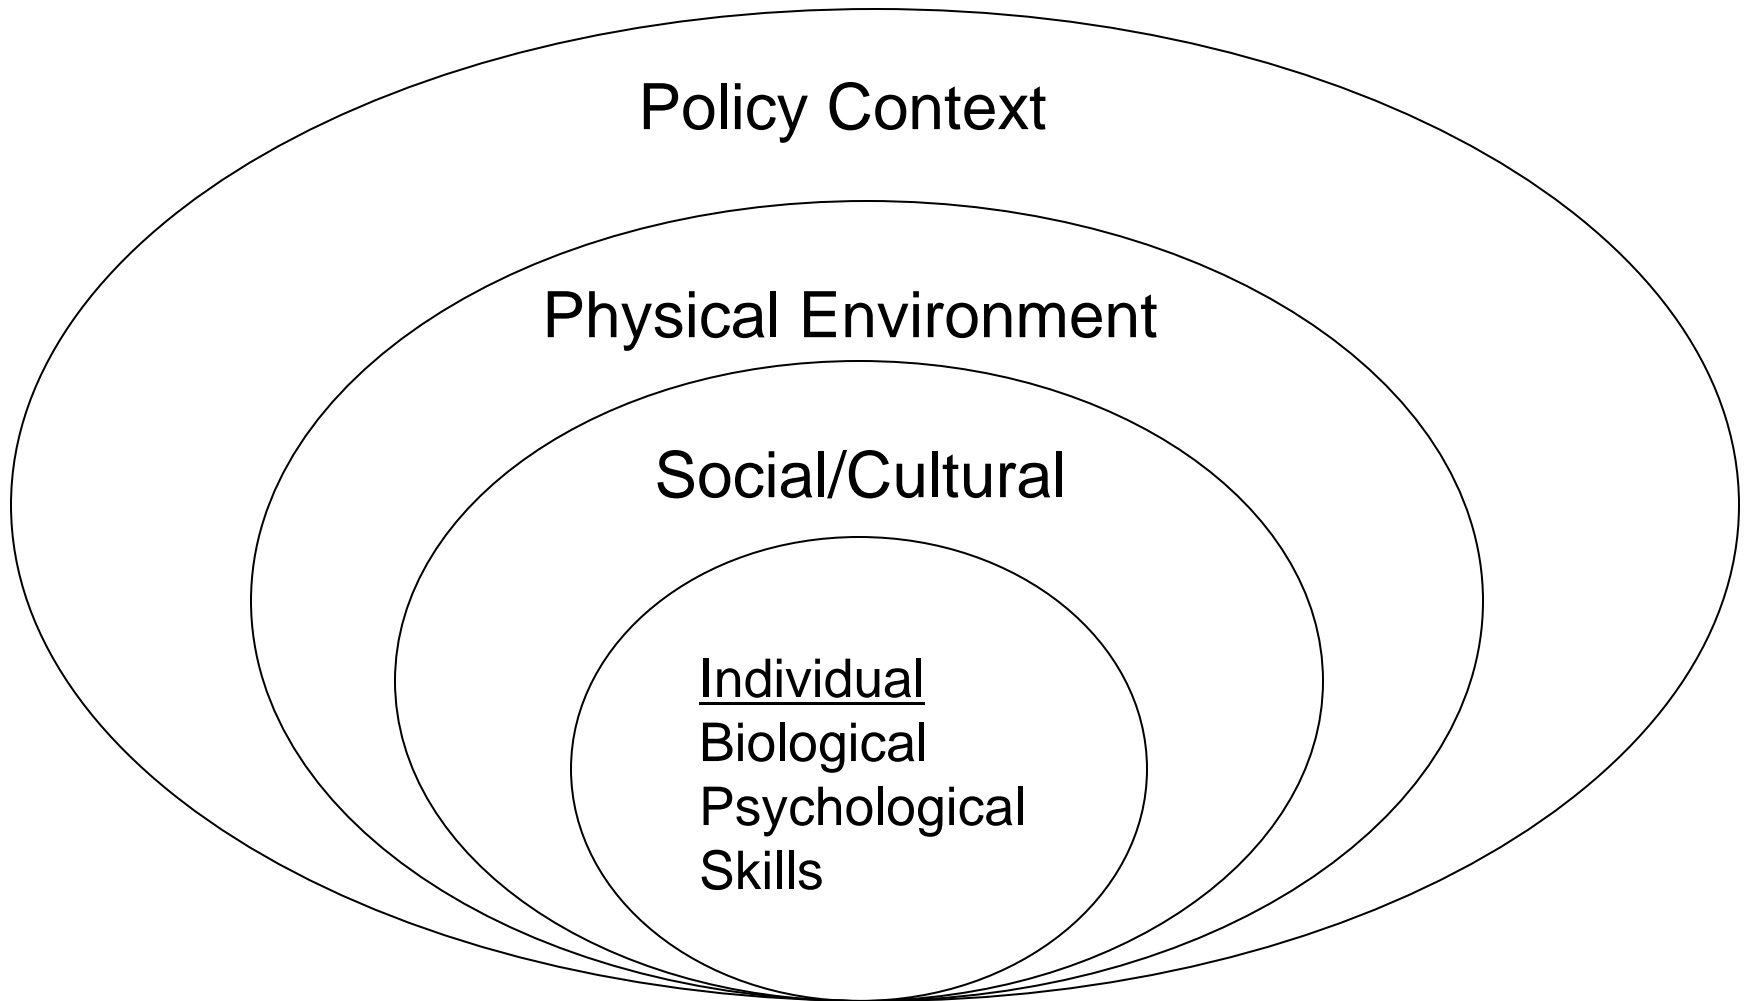 Policy Context
Physical Environment
Social/Cultural
Individual
Biological
Psychological
Skills